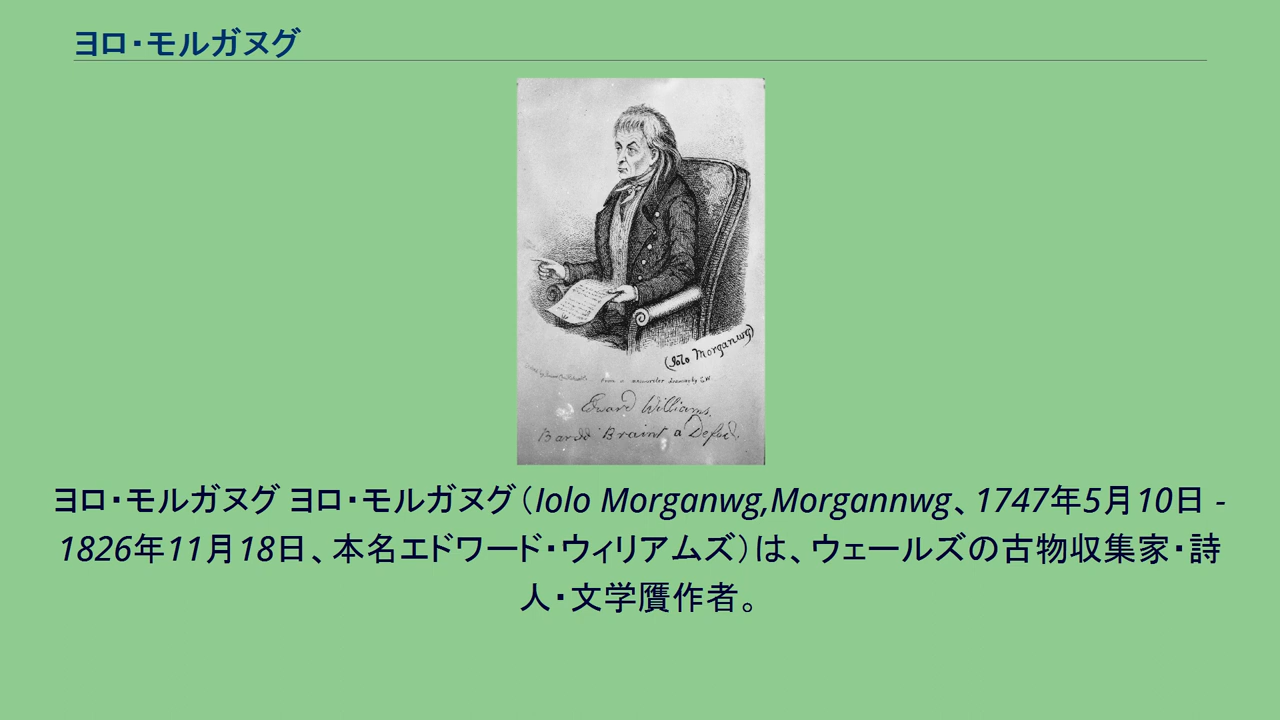 ヨロ・モルガヌグ
(Iolo Morganwg)
Edward Williams.
Bardd Braint a Defod.
ヨロ・モルガヌグ ヨロ・モルガヌグ（Iolo Morganwg,Morgannwg、1747年5月10日 -
1826年11月18日、本名エドワード・ウィリアムズ）は、ウェールズの古物収集家・詩
人・文学贋作者。